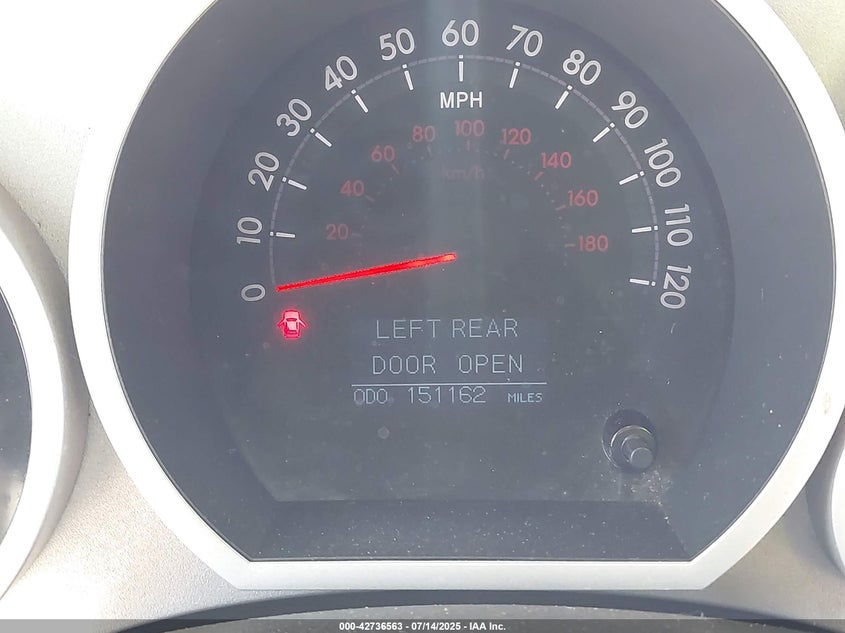 0 10 20 30 40 50 60 70 80 90 100 110 120
MPH
20 40 60 80 100 120 140 160 180
km/h
LEFT REAR
DOOR OPEN
ODO 151162 MILES
000-42736563 - 07/14/2025 - IAA Inc.